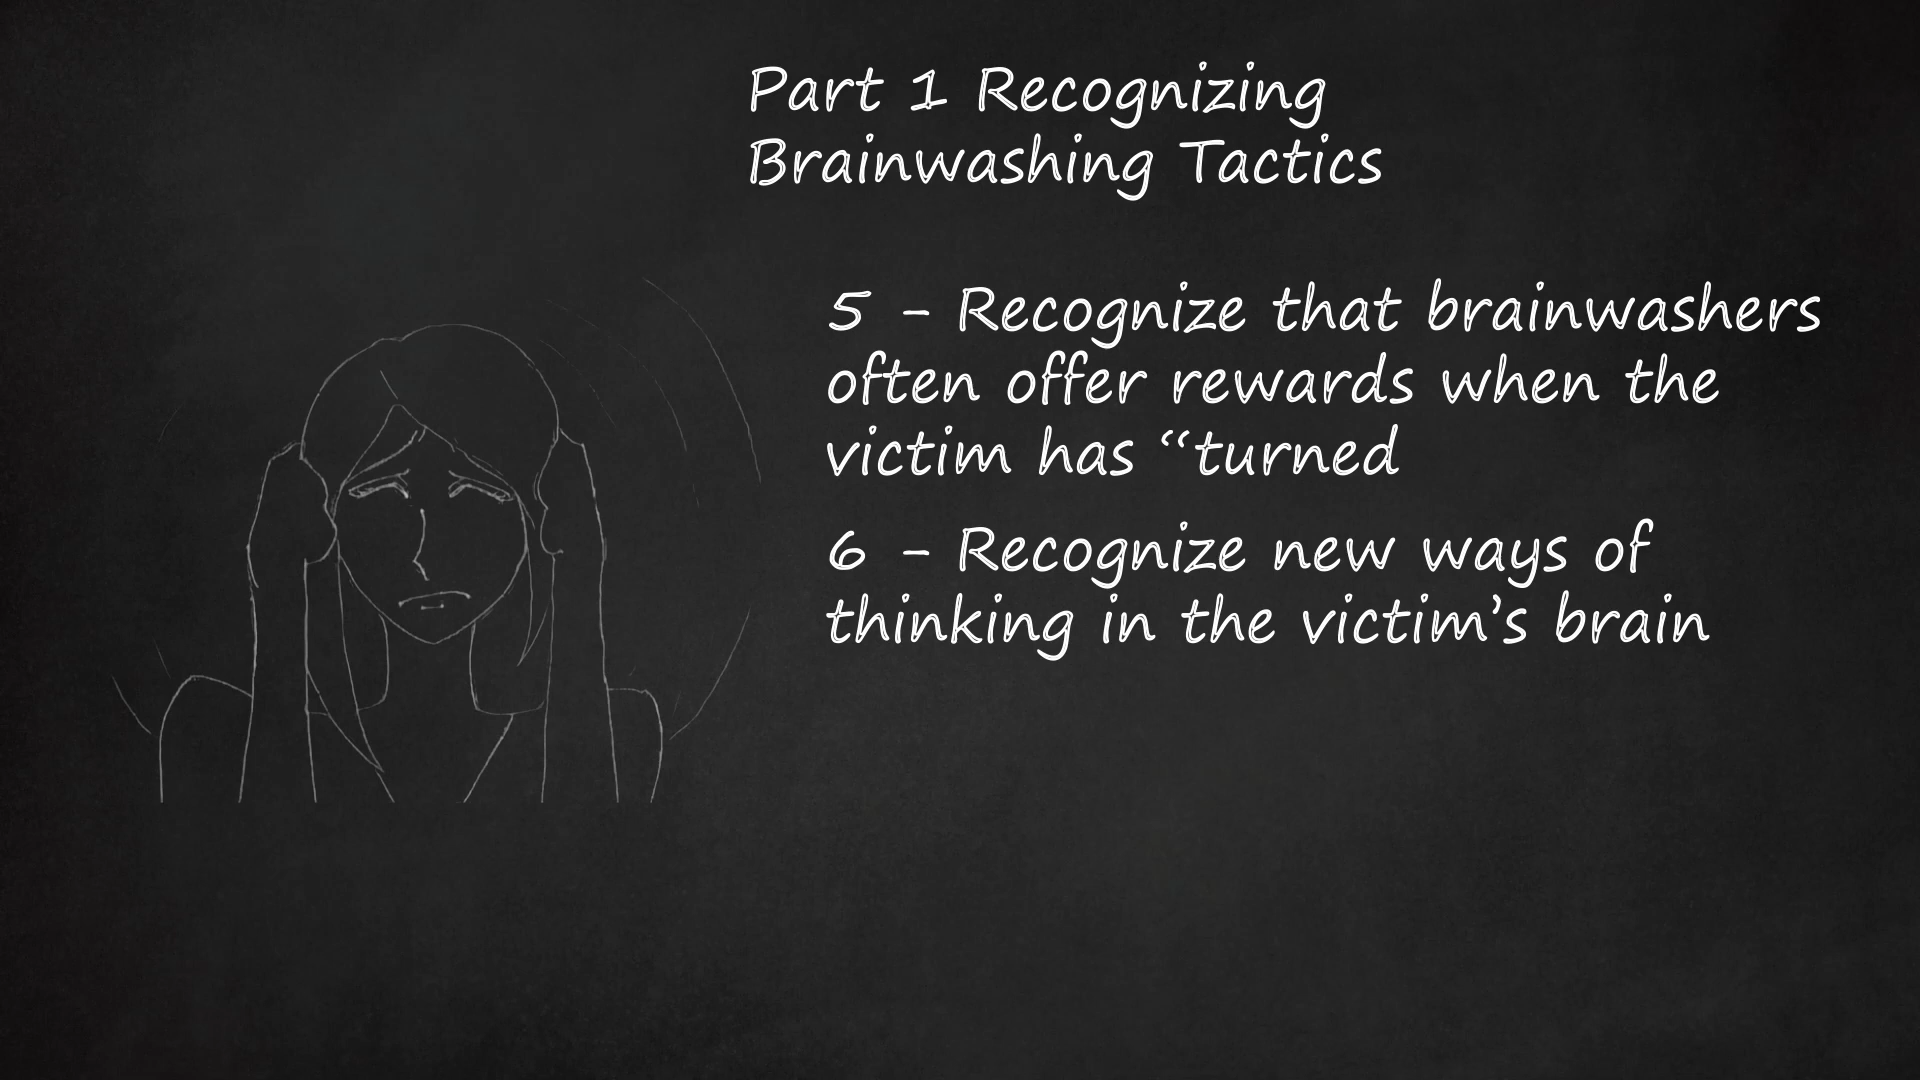 Part 1 Recognizing
Brainwashing Tactics
5 - Recognize that brainwashers
often offer rewards when the
victim has “turned
6 - Recognize new ways of
thinking in the victim’s brain